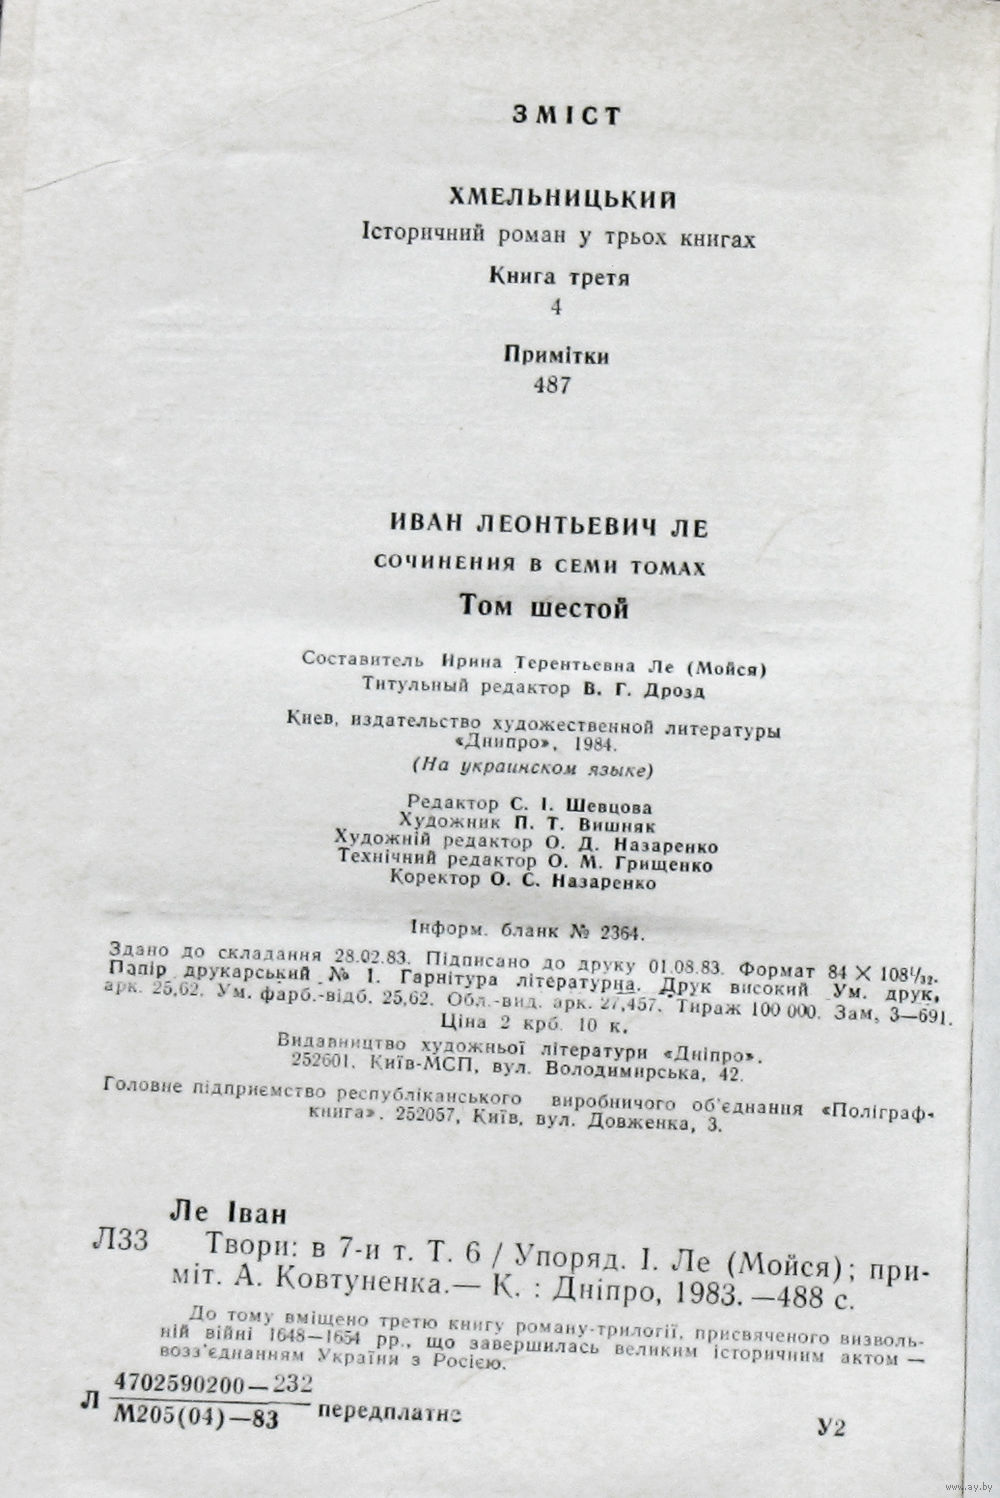 ЗМІСТ
ХМЕЛЬНИЦЬКИЙ
Історичний роман у трьох книгах
Книга третя
4
Примітки
487
ИВАН ЛЕОНТЬЕВИЧ ЛЕ
СОЧИНЕНИЯ В СЕМИ ТОМАХ
Том шестой
Составитель Ирина Терентьевна Ле (Мойся)
Титульный редактор В. Г. Дрозд
Киев, издательство художественной литературы
«Днипро», 1984.
(На украинском языке)
Редактор С. І. Шевцова
Художник П. Т. Вишняк
Художній редактор О. Д. Назаренко
Технічний редактор О. М. Грищенко
Коректор О. С. Назаренко
Інформ. бланк № 2364.
Здано до складання 28.02.83. Підписано до друку 01.08.83. Формат 84 × 108 1/32.
Папір друкарський № 1. Гарнітура літературна. Друк високий Ум. друк.
арк. 25,62. Ум. фарб.-відб. 25,62. Обл.-вид. арк. 27,457. Тираж 100 000. Зам. 3—691.
Ціна 2 крб. 10 к.
Видавництво художньої літератури «Дніпро».
252601, Київ-МСП, вул. Володимирська, 42.
Головне підприємство республіканського виробничого об'єднання «Поліграф-
книга». 252057, Київ, вул. Довженка, 3.
Ле Іван
Л33 Твори: в 7-и т. Т. 6 / Упоряд. І. Ле (Мойся); при-
міт. А. Ковтуненка.— К. : Дніпро, 1983. —488 с.
До тому вміщено третю книгу роману-трилогії, присвяченого визволь-
ній війні 1648—1654 рр., що завершилась великим історичним актом —
возз'єднанням України з Росією.
4702590200—232
Л М205(04)—83 передплатне
У2
www.ay.by